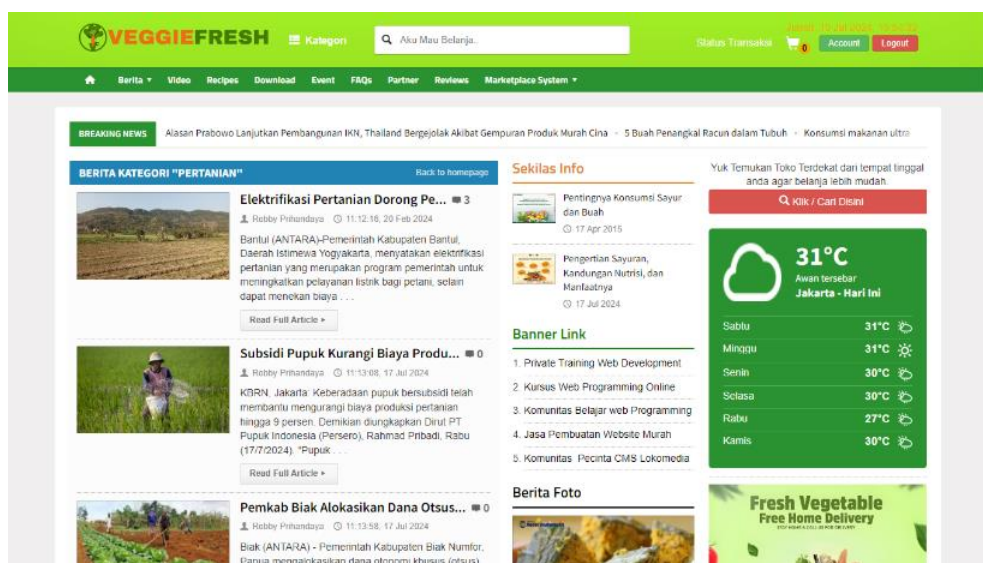 VEGGIEFRESH
Kategori
Aku Mau Belanja..
Status Transaksi
0
Account
Logout
Berita
Video
Recipes
Download
Event
FAQs
Partner
Reviews
Marketplace System
BREAKING NEWS
Alasan Prabowo Lanjutkan Pembangunan IKN, Thailand Bergejolak Akibat Gempuran Produk Murah Cina - 5 Buah Penangkal Racun dalam Tubuh - Konsumsi makanan ultra
BERITA KATEGORI "PERTANIAN"
Back to homepage
Elektrifikasi Pertanian Dorong Pe... 3
Robby Prihandaya 11:12:16, 20 Feb 2024
Bantul (ANTARA)-Pemerintah Kabupaten Bantul,
Daerah Istimewa Yogyakarta, menyatakan elektrifikasi
pertanian yang merupakan program pemerintah untuk
meningkatkan pelayanan listrik bagi petani, selain
dapat menekan biaya . . .
Read Full Article
Subsidi Pupuk Kurangi Biaya Produ... 0
Robby Prihandaya 11:13:08, 17 Jul 2024
KBRN, Jakarta: Keberadaan pupuk bersubsidi telah
membantu mengurangi biaya produksi pertanian
hingga 9 persen. Demikian diungkapkan Dirut PT
Pupuk Indonesia (Persero), Rahmad Pribadi, Rabu
(17/7/2024). "Pupuk . . .
Read Full Article
Pemkab Biak Alokasikan Dana Otsus... 0
Robby Prihandaya 11:13:58, 17 Jul 2024
Biak (ANTARA) - Pemerintah Kabupaten Biak Numfor,
Papua mengalokasikan dana otonomi khusus (otsus)
Sekilas Info
Pentingnya Konsumsi Sayur
dan Buah
17 Apr 2015
Pengertian Sayuran,
Kandungan Nutrisi, dan
Manfaatnya
17 Jul 2024
Banner Link
1. Private Training Web Development
2. Kursus Web Programming Online
3. Komunitas Belajar web Programming
4. Jasa Pembuatan Website Murah
5. Komunitas Pecinta CMS Lokomedia
Berita Foto
Yuk Temukan Toko Terdekat dari tempat tinggal
anda agar belanja lebih mudah.
Klik / Cari Disini
31°C
Awan tersebar
Jakarta - Hari Ini
Sabtu 31°C
Minggu 31°C
Senin 30°C
Selasa 30°C
Rabu 27°C
Kamis 30°C
Fresh Vegetable
Free Home Delivery